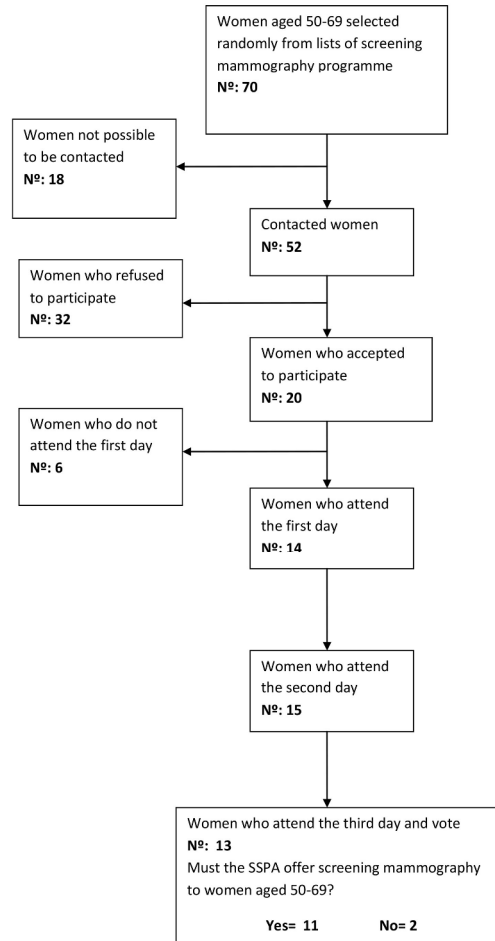 Women aged 50-69 selected
randomly from lists of screening
mammography programme
Nº: 70
Women not possible
to be contacted
Nº: 18
Contacted women
Nº: 52
Women who refused
to participate
Nº: 32
Women who accepted
to participate
Nº: 20
Women who do not
attend the first day
Nº: 6
Women who attend
the first day
Nº: 14
Women who attend
the second day
Nº: 15
Women who attend the third day and vote
Nº: 13
Must the SSPA offer screening mammography
to women aged 50-69?
Yes= 11 No= 2